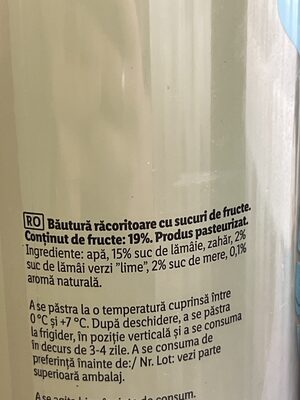 RO Băutură răcoritoare cu sucuri de fructe.
Conținut de fructe: 19%. Produs pasteurizat.
Ingrediente: apă, 15% suc de lămâie, zahăr, 2%
suc de lămâi verzi "lime", 2% suc de mere, 0,1%
aromă naturală.
A se păstra la o temperatură cuprinsă între
0 °C și +7 °C. După deschidere, a se păstra
la frigider, în poziție verticală și a se consuma
în decurs de 3-4 zile. A se consuma de
preferință înainte de:/ Nr. Lot: vezi partea
superioară ambalaj.